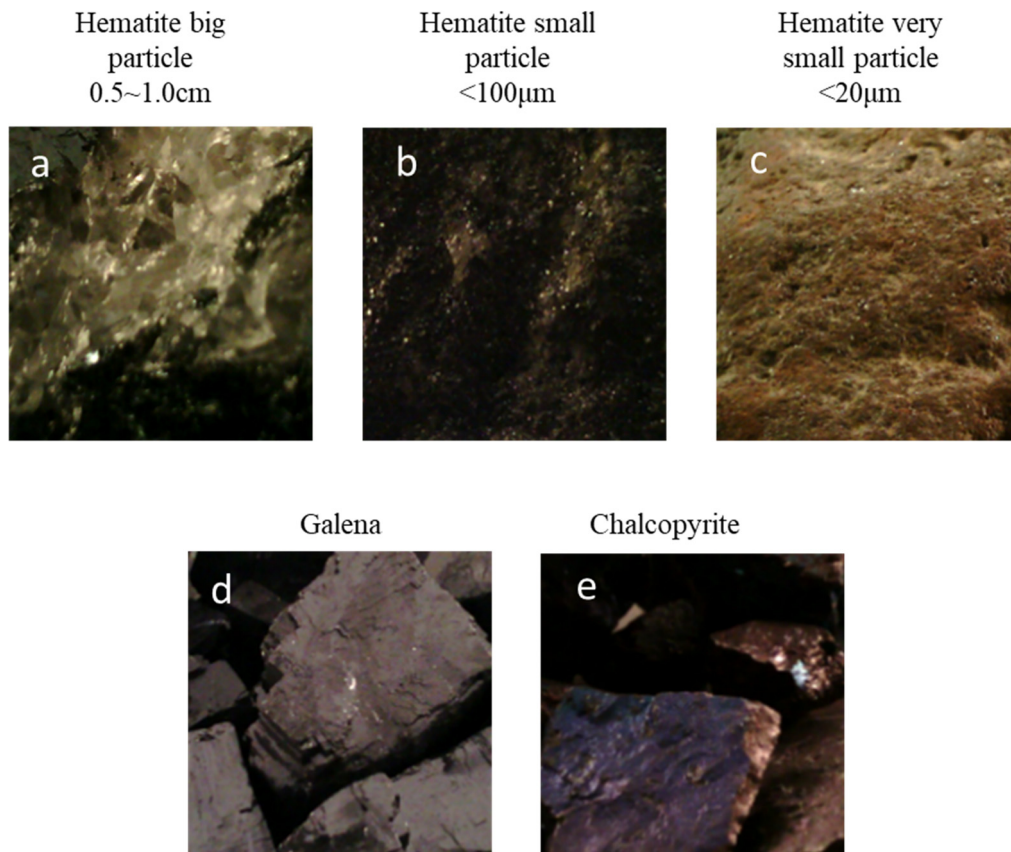 Hematite big
particle
0.5~1.0cm
Hematite small
particle
<100μm
Hematite very
small particle
<20μm
a
b
c
Galena
Chalcopyrite
d
e